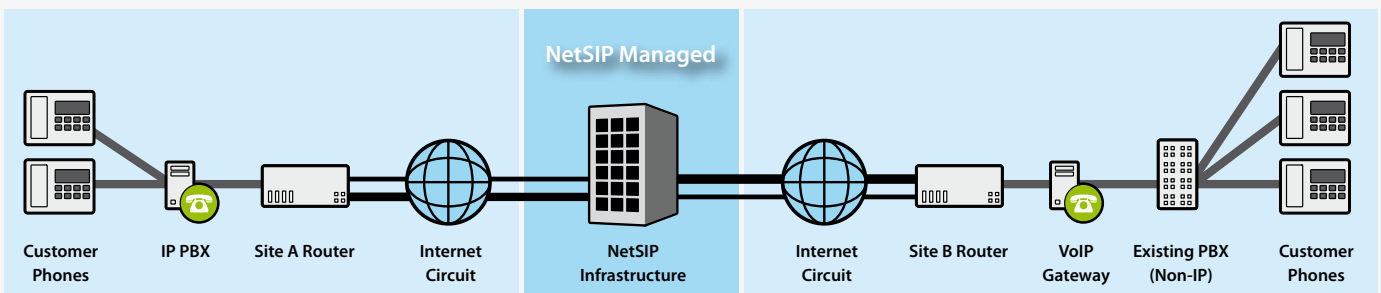 NetSIP Managed
Customer
Phones
IP PBX
Site A Router
Internet
Circuit
NetSIP
Infrastructure
Internet
Circuit
Site B Router
VoIP
Gateway
Existing PBX
(Non-IP)
Customer
Phones